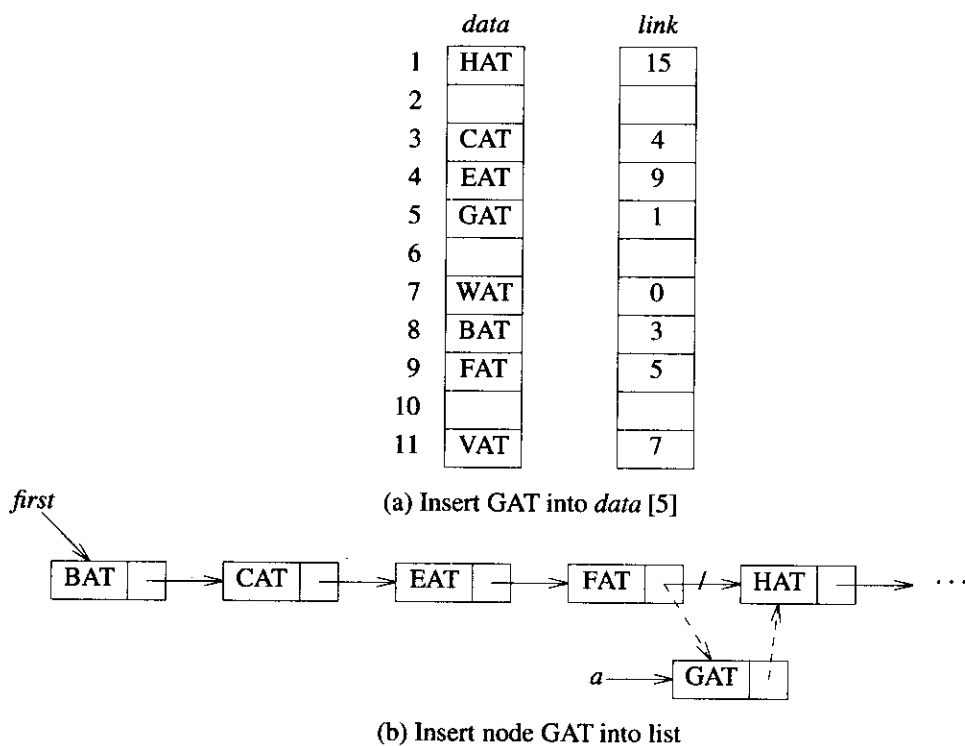 data link
1 HAT 15
2
3 CAT 4
4 EAT 9
5 GAT 1
6
7 WAT 0
8 BAT 3
9 FAT 5
10
11 VAT 7
(a) Insert GAT into data [5]
first
BAT CAT EAT FAT HAT ...
a GAT
(b) Insert node GAT into list